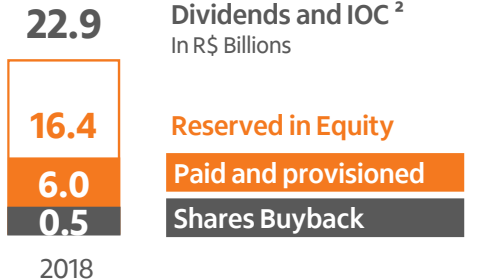 22.9
Dividends and IOC ²
In R$ Billions
16.4
Reserved in Equity
6.0
Paid and provisioned
0.5
Shares Buyback
2018